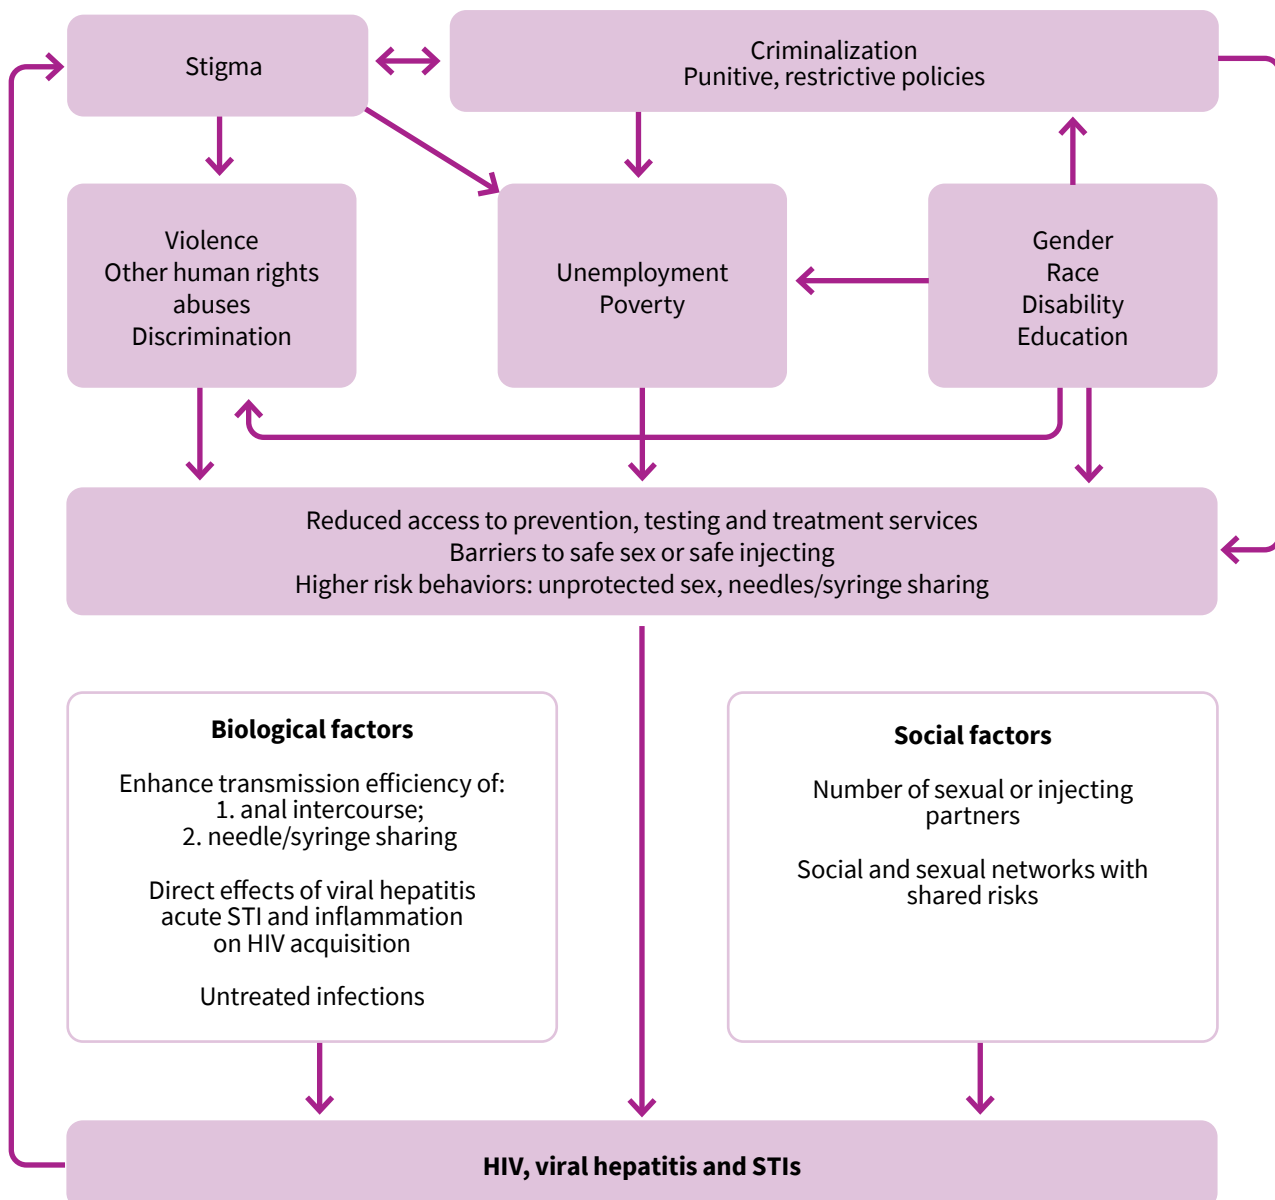 Stigma
Criminalization
Punitive, restrictive policies
Violence
Other human rights
abuses
Discrimination
Unemployment
Poverty
Gender
Race
Disability
Education
Reduced access to prevention, testing and treatment services
Barriers to safe sex or safe injecting
Higher risk behaviors: unprotected sex, needles/syringe sharing
Biological factors
Enhance transmission efficiency of:
1. anal intercourse;
2. needle/syringe sharing
Direct effects of viral hepatitis
acute STI and inflammation
on HIV acquisition
Untreated infections
Social factors
Number of sexual or injecting
partners
Social and sexual networks with
shared risks
HIV, viral hepatitis and STIs